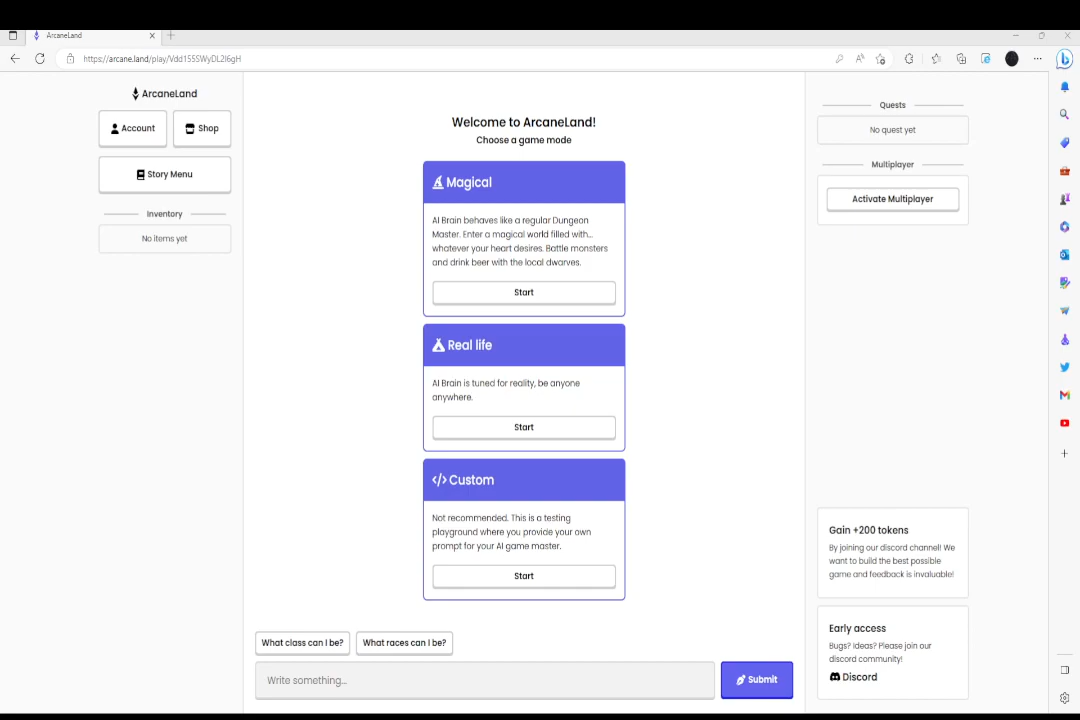 ArcaneLand
https://arcane.land/play/Vdd155SWyDL2I6gH
ArcaneLand
Account
Shop
Story Menu
Inventory
No items yet
Welcome to ArcaneLand!
Choose a game mode
Magical
AI Brain behaves like a regular Dungeon
Master. Enter a magical world filled with...
whatever your heart desires. Battle monsters
and drink beer with the local dwarves.
Start
Real life
AI Brain is tuned for reality, be anyone
anywhere.
Start
</> Custom
Not recommended. This is a testing
playground where you provide your own
prompt for your AI game master.
Start
What class can I be?
What races can I be?
Write something...
Submit
Quests
No quest yet
Multiplayer
Activate Multiplayer
Gain +200 tokens
By joining our discord channel! We
want to build the best possible
game and feedback is invaluable!
Early access
Bugs? Ideas? Please join our
discord community!
Discord